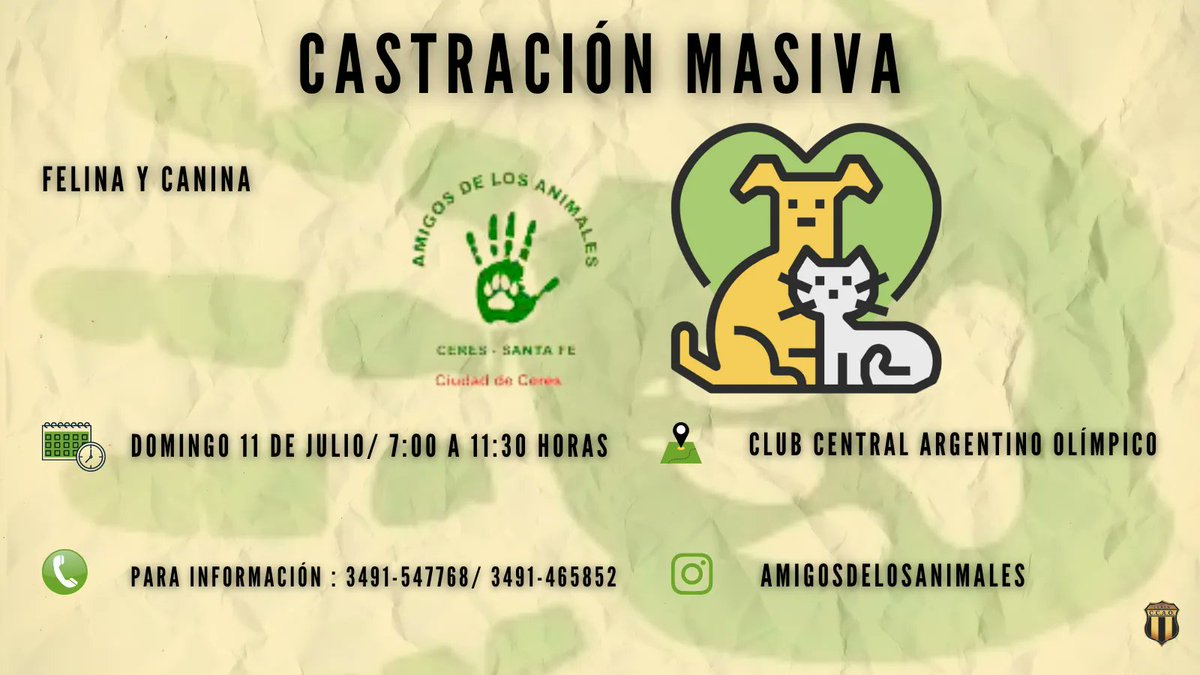 CASTRACIÓN MASIVA
FELINA Y CANINA
AMIGOS DE LOS ANIMALES
CERES - SANTA FE
Ciudad de Ceres
DOMINGO 11 DE JULIO/ 7:00 A 11:30 HORAS
CLUB CENTRAL ARGENTINO OLÍMPICO
PARA INFORMACIÓN : 3491-547768/ 3491-465852
AMIGOSDELOSANIMALES
C.C.A.O.